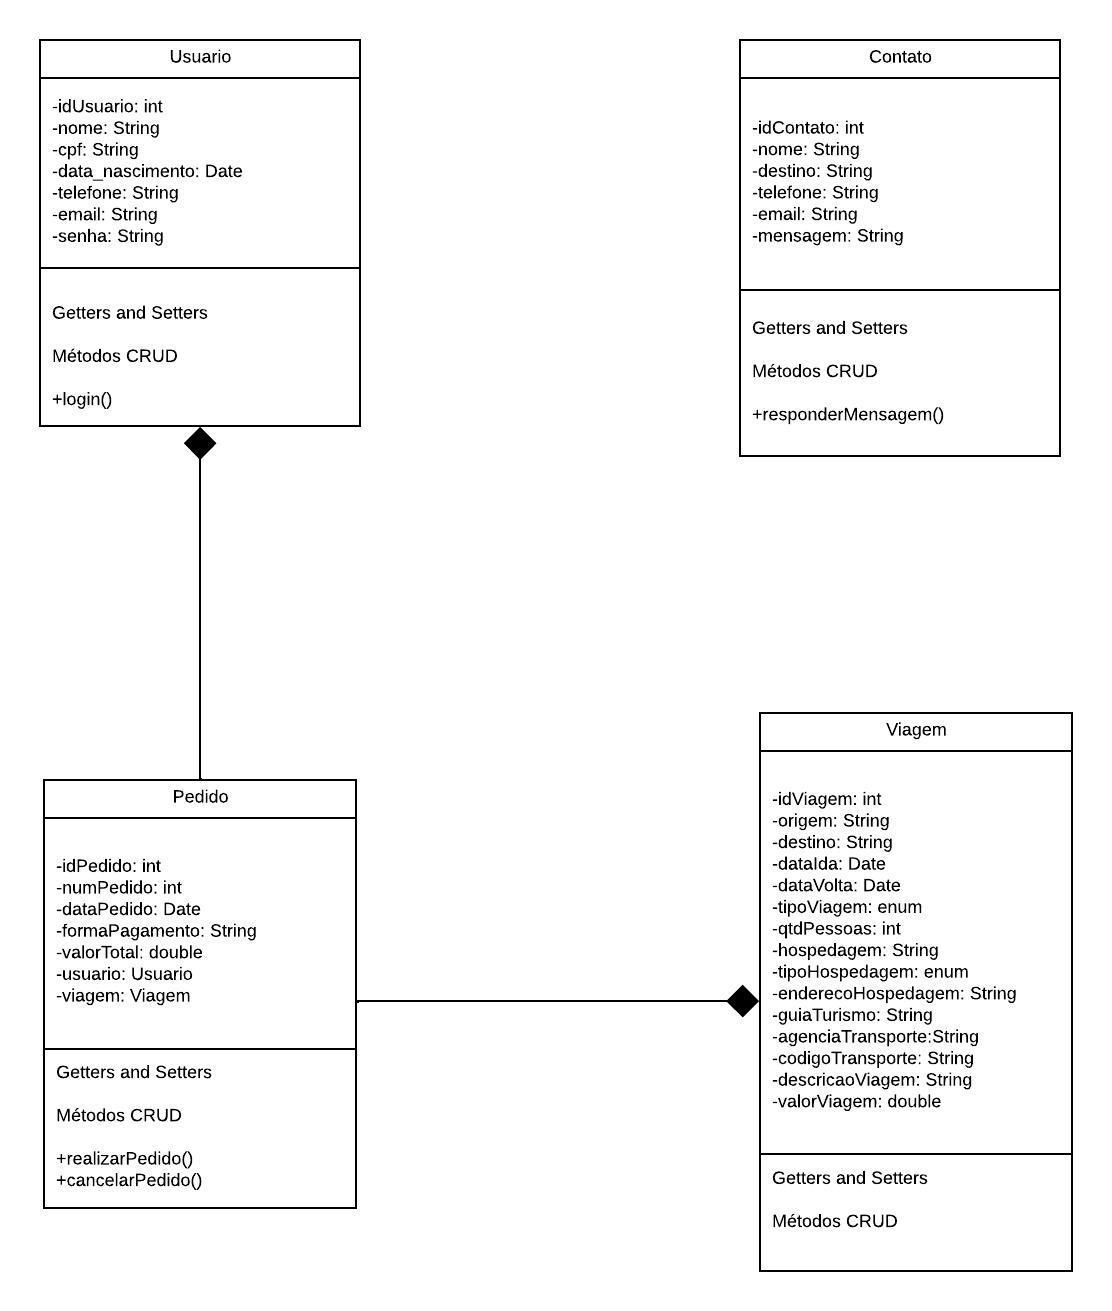 Usuario
-idUsuario: int
-nome: String
-cpf: String
-data_nascimento: Date
-telefone: String
-email: String
-senha: String
Getters and Setters
Métodos CRUD
+login()
Contato
-idContato: int
-nome: String
-destino: String
-telefone: String
-email: String
-mensagem: String
Getters and Setters
Métodos CRUD
+responderMensagem()
Pedido
-idPedido: int
-numPedido: int
-dataPedido: Date
-formaPagamento: String
-valorTotal: double
-usuario: Usuario
-viagem: Viagem
Getters and Setters
Métodos CRUD
+realizarPedido()
+cancelarPedido()
Viagem
-idViagem: int
-origem: String
-destino: String
-dataIda: Date
-dataVolta: Date
-tipoViagem: enum
-qtdPessoas: int
-hospedagem: String
-tipoHospedagem: enum
-enderecoHospedagem: String
-guiaTurismo: String
-agenciaTransporte:String
-codigoTransporte: String
-descricaoViagem: String
-valorViagem: double
Getters and Setters
Métodos CRUD